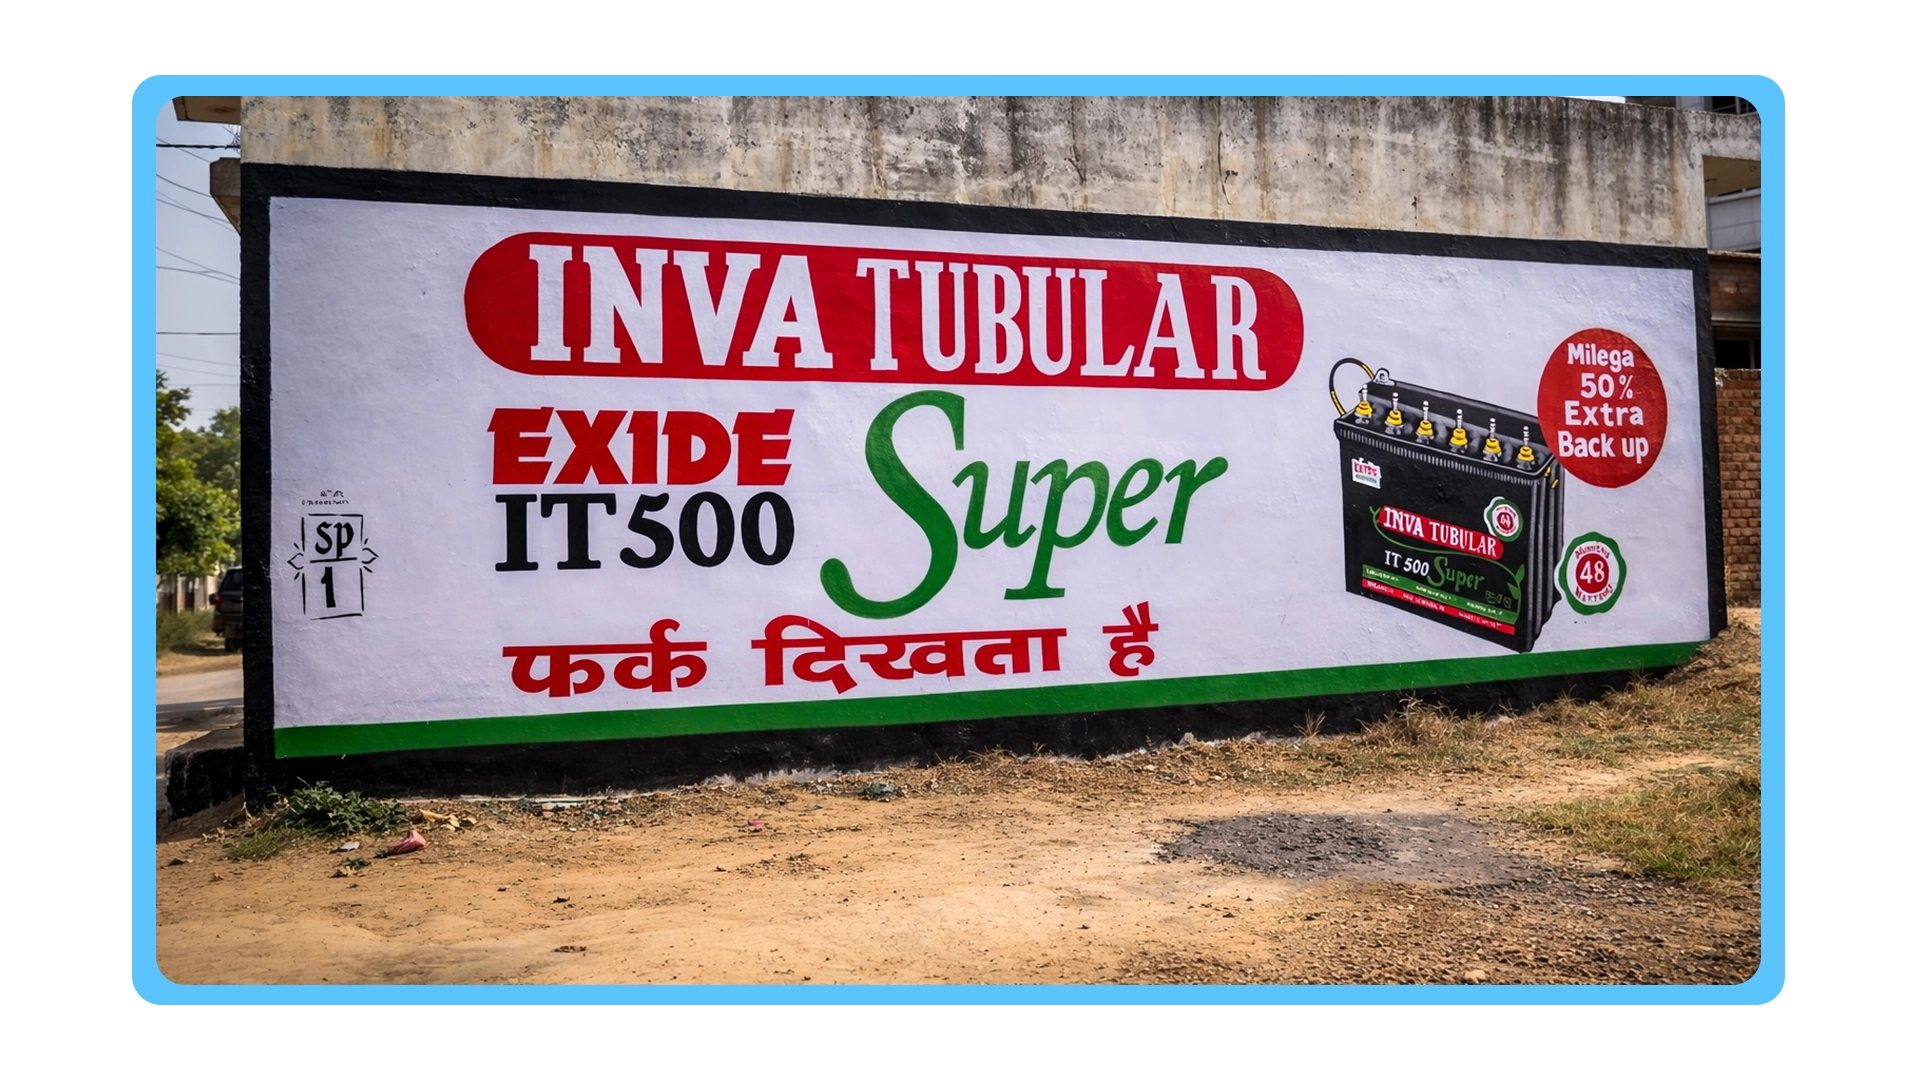 INVA TUBULAR
EXIDE
IT500
Super
फर्क दिखता है
SP
1
Milega
50%
Extra
Back up
INVA TUBULAR
IT 500 Super
48